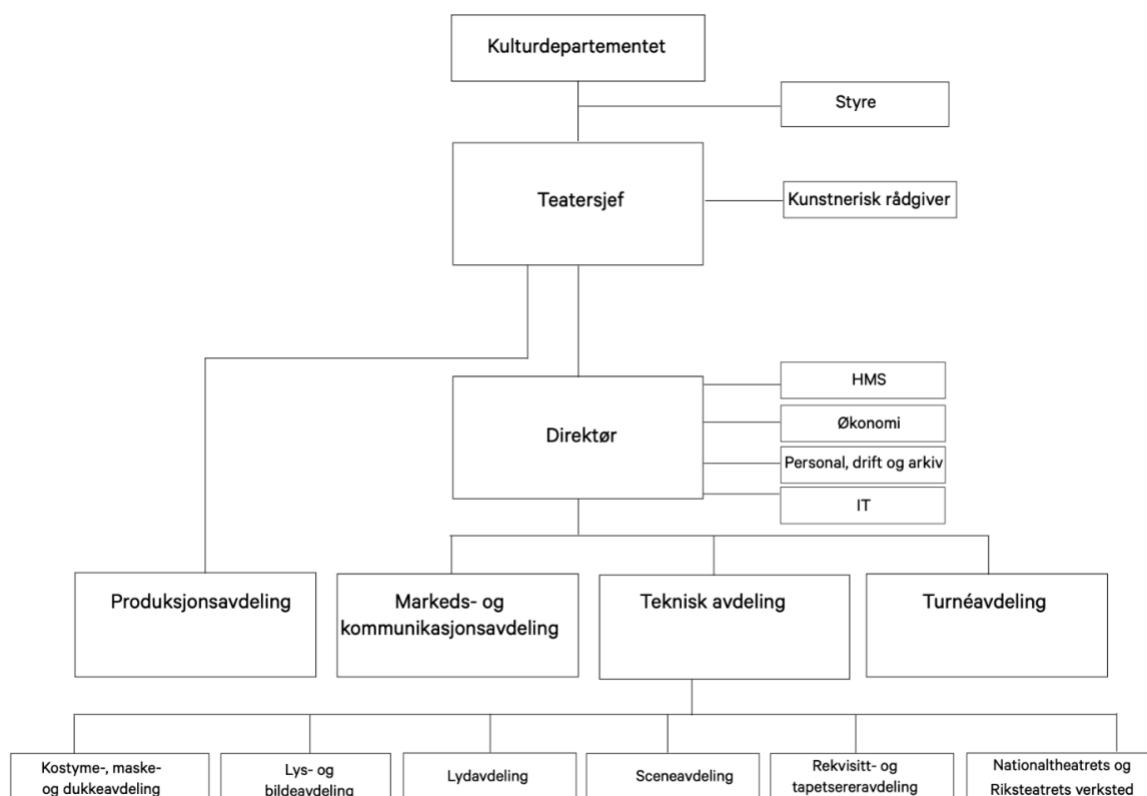 Kulturdepartementet
Styre
Teatersjef
Kunstnerisk rådgiver
HMS
Direktør
Økonomi
Personal, drift og arkiv
IT
Produksjonsavdeling
Markeds- og
kommunikasjonsavdeling
Teknisk avdeling
Turnéavdeling
Kostyme-, maske-
og dukkeavdeling
Lys- og
bildeavdeling
Lydavdeling
Sceneavdeling
Rekvisitt- og
tapetsereravdeling
Nationaltheatrets og
Riksteatrets verksted